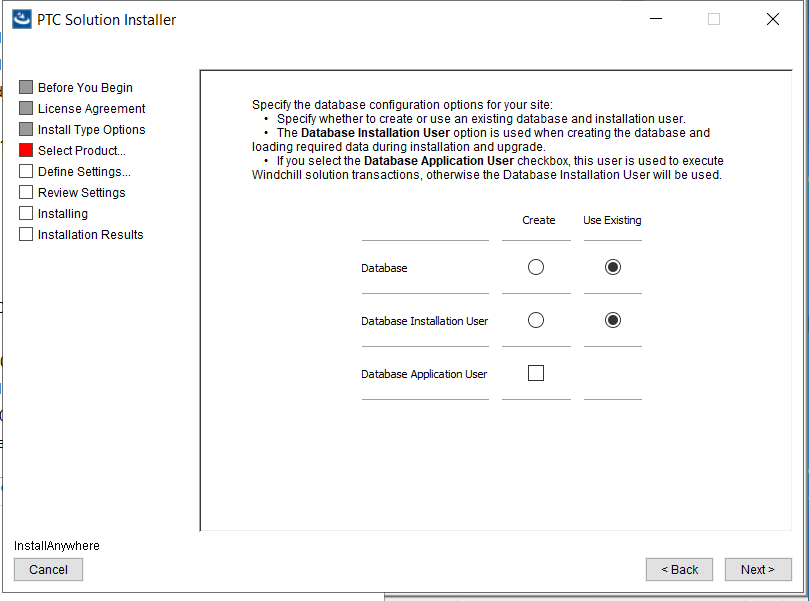 PTC Solution Installer
Before You Begin
License Agreement
Install Type Options
Select Product...
Define Settings...
Review Settings
Installing
Installation Results
Specify the database configuration options for your site:
• Specify whether to create or use an existing database and installation user.
• The Database Installation User option is used when creating the database and
loading required data during installation and upgrade.
• If you select the Database Application User checkbox, this user is used to execute
Windchill solution transactions, otherwise the Database Installation User will be used.
Create Use Existing
Database
Database Installation User
Database Application User
InstallAnywhere
Cancel
< Back
Next >